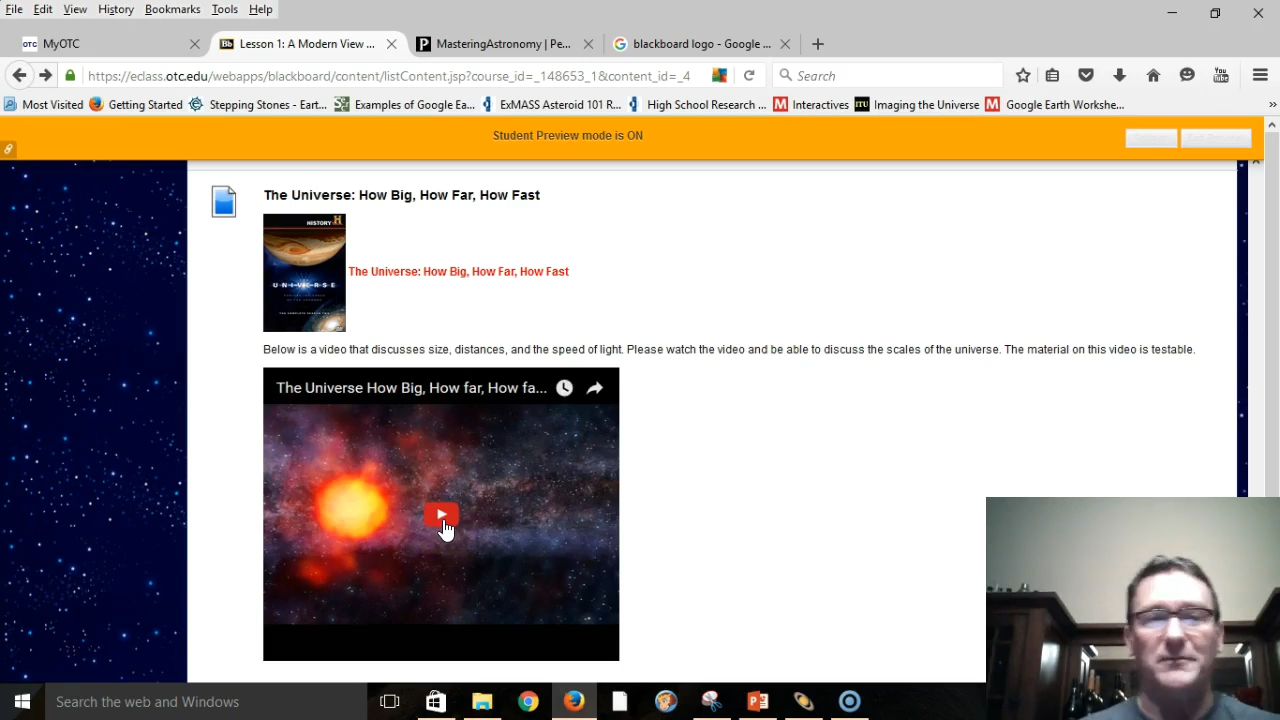 File Edit View History Bookmarks Tools Help
OTC MyOTC × Bb Lesson 1: A Modern View ... × P MasteringAstronomy | Pe... × G blackboard logo - Google ... × +
https://eclass.otc.edu/webapps/blackboard/content/listContent.jsp?course_id=_148653_1&content_id=_4 Search You Tube
Most Visited Getting Started Stepping Stones - Eart... Examples of Google Ea... ExMASS Asteroid 101 R... High School Research ... M Interactives ITU Imaging the Universe M Google Earth Workshe... »
Student Preview mode is ON
The Universe: How Big, How Far, How Fast
HISTORY H
UNIVERSE
The Universe: How Big, How Far, How Fast
Below is a video that discusses size, distances, and the speed of light. Please watch the video and be able to discuss the scales of the universe. The material on this video is testable.
The Universe How Big, How far, How fa...
Search the web and Windows